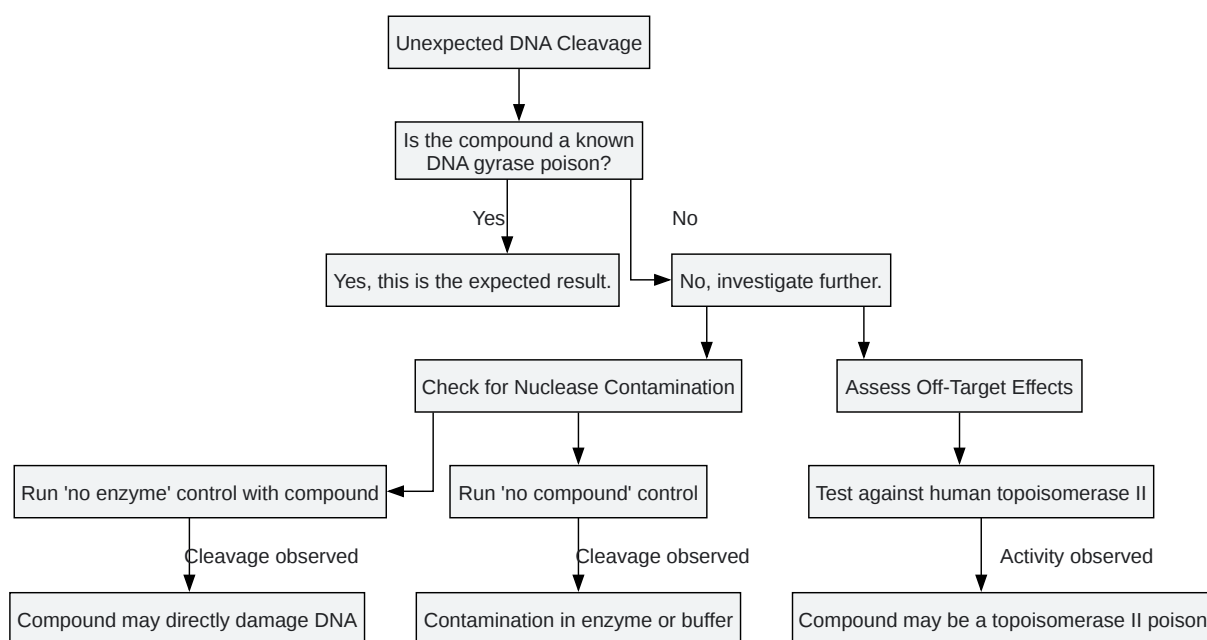 Unexpected DNA Cleavage
Is the compound a known
DNA gyrase poison?
Yes
No
Yes, this is the expected result.
No, investigate further.
Check for Nuclease Contamination
Assess Off-Target Effects
Run 'no enzyme' control with compound
Run 'no compound' control
Test against human topoisomerase II
Cleavage observed
Cleavage observed
Activity observed
Compound may directly damage DNA
Contamination in enzyme or buffer
Compound may be a topoisomerase II poison